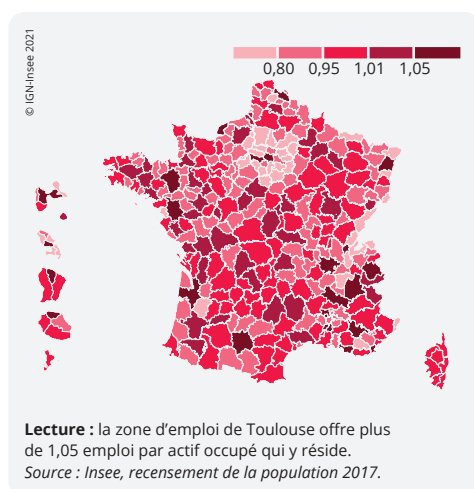 © IGN-Insee 2021
0,80 0,95 1,01 1,05
Lecture : la zone d’emploi de Toulouse offre plus
de 1,05 emploi par actif occupé qui y réside.
Source : Insee, recensement de la population 2017.